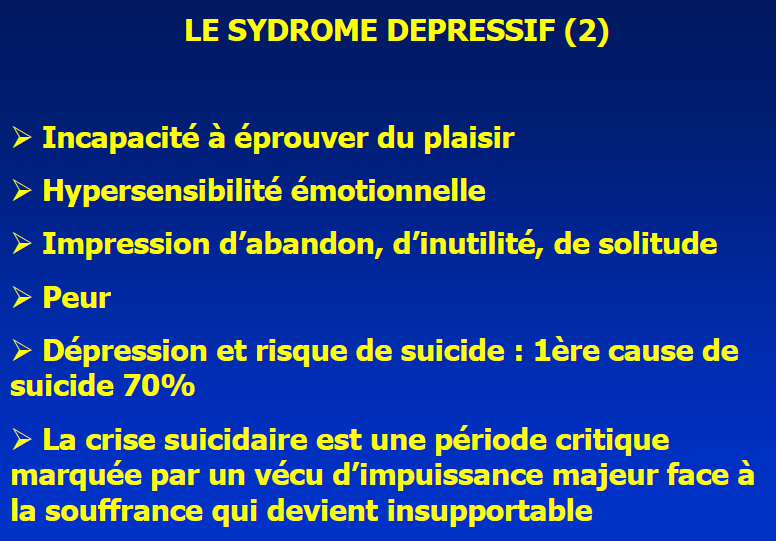 LE SYDROME DEPRESSIF (2)
➢ Incapacité à éprouver du plaisir
➢ Hypersensibilité émotionnelle
➢ Impression d’abandon, d’inutilité, de solitude
➢ Peur
➢ Dépression et risque de suicide : 1ère cause de
suicide 70%
➢ La crise suicidaire est une période critique
marquée par un vécu d’impuissance majeur face à
la souffrance qui devient insupportable